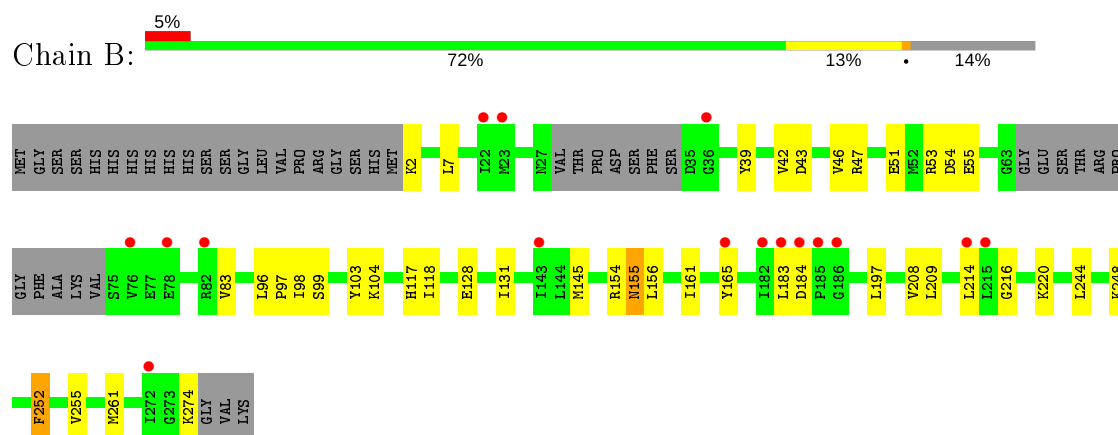 5%
Chain B:
72% 13% • 14%
MET GLY SER SER HIS HIS HIS HIS HIS HIS SER SER GLY LEU VAL PRO ARG GLY SER HIS MET K2 L7 I22 M23 N27 VAL THR PRO ASP SER PHE SER D35 G36 Y39 V42 D43 V46 R47 E51 M52 R53 D54 E55 G63 GLY GLU SER THR ARG PRO
GLY PHE ALA LYS VAL S75 V76 E77 E78 R82 V83 L96 P97 I98 S99 Y103 K104 H117 I118 E128 I131 I143 L144 M145 R154 N155 L156 I161 Y165 I182 L183 D184 P185 G186 L197 V208 L209 L214 L215 G216 K220 L244 K248
F252 V255 M261 I272 G273 K274 GLY VAL LYS